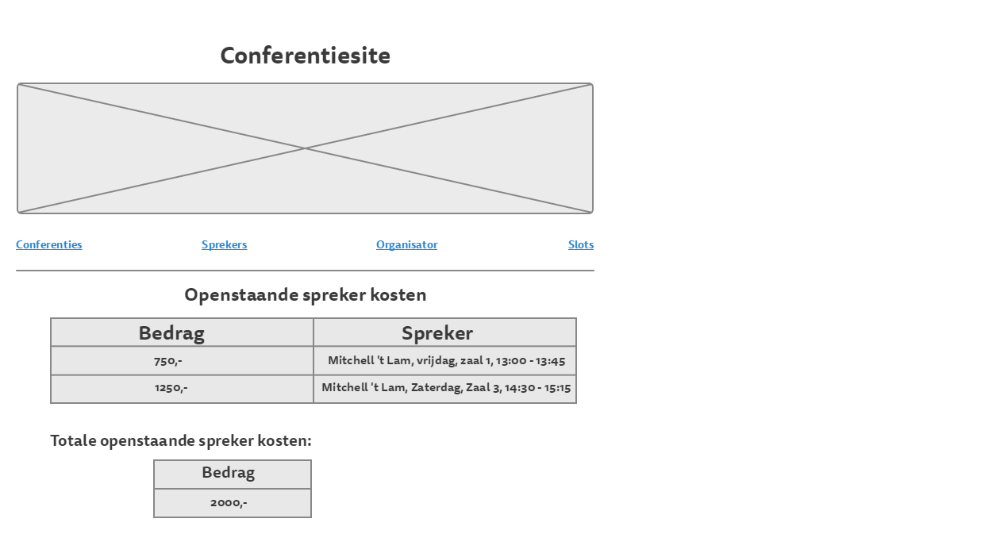 Conferentiesite
Conferenties Sprekers Organisator Slots
Openstaande spreker kosten
Bedrag Spreker
750,- Mitchell 't Lam, vrijdag, zaal 1, 13:00 - 13:45
1250,- Mitchell 't Lam, Zaterdag, Zaal 3, 14:30 - 15:15
Totale openstaande spreker kosten:
Bedrag
2000,-